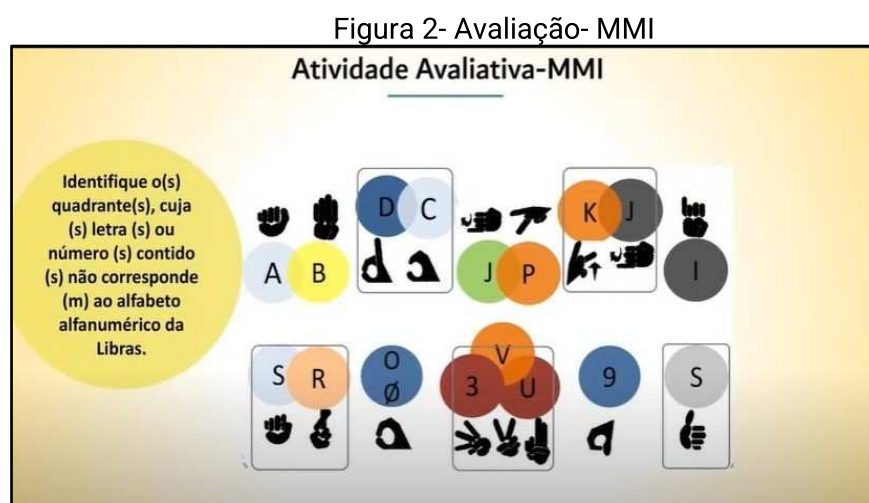 Figura 2- Avaliação- MMI
Atividade Avaliativa-MMI
Identifique o(s)
quadrante(s), cuja
(s) letra (s) ou
número (s) contido
(s) não corresponde
(m) ao alfabeto
alfanumérico da
Libras.
D C K J
A B J P I
S R O Ø 3 V U 9 S